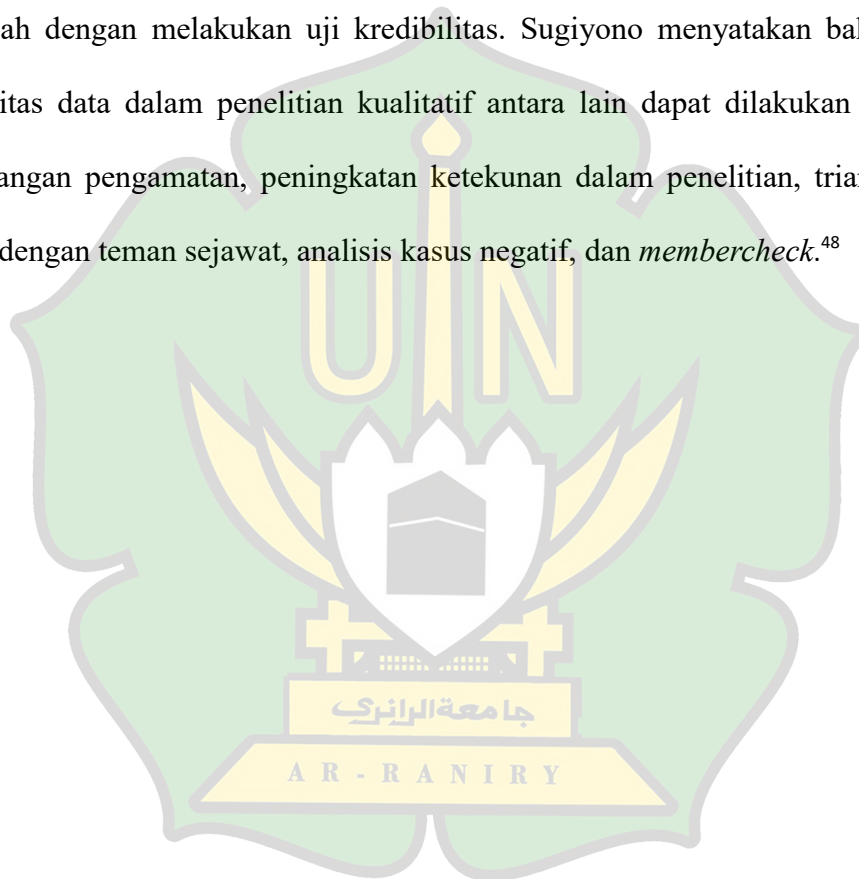 ah dengan melakukan uji kredibilitas. Sugiyono menyatakan bal
itas data dalam penelitian kualitatif antara lain dapat dilakukan
angan pengamatan, peningkatan ketekunan dalam penelitian, trian
dengan teman sejawat, analisis kasus negatif, dan membercheck.48
UIN
جامعة الرانري
AR-RANIRY